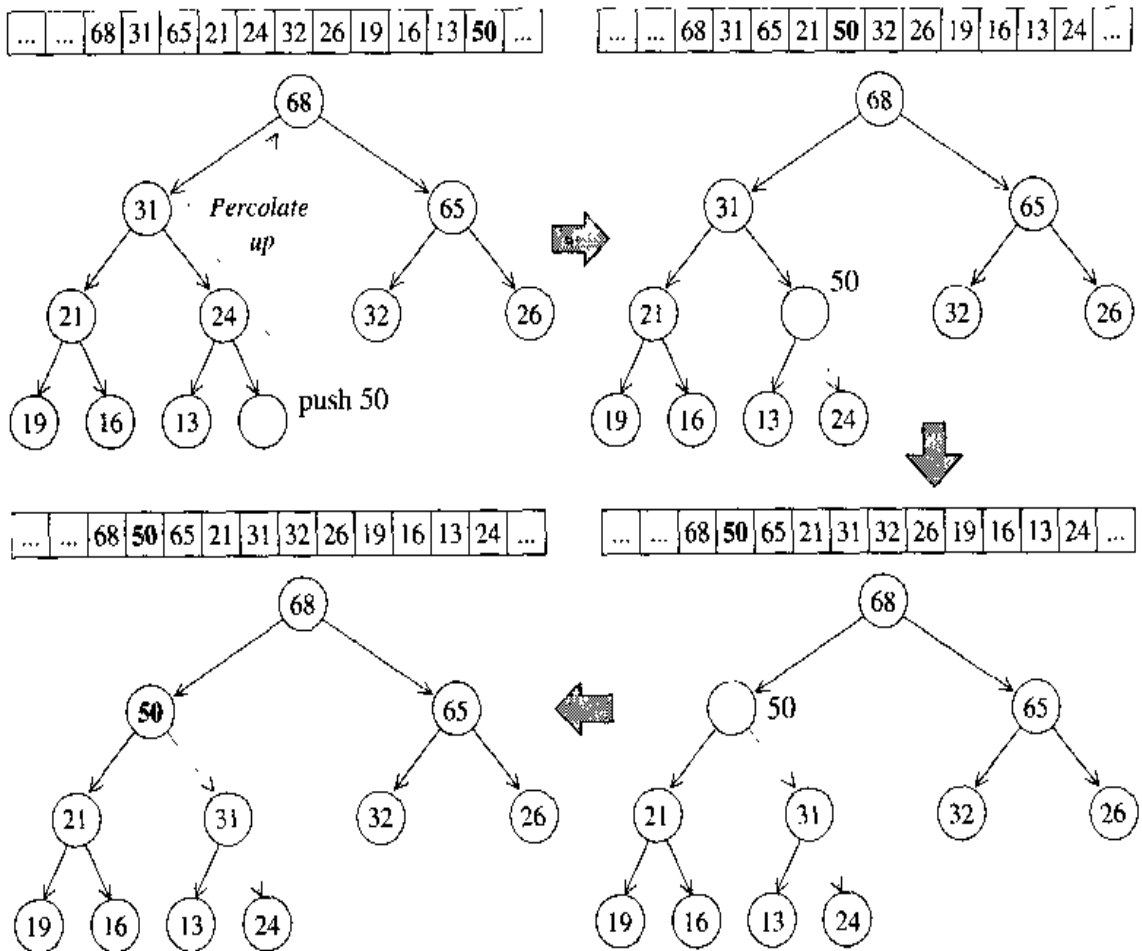 ... ... 68 31 65 21 24 32 26 19 16 13 50 ...
68
31 Percolate 65
up
21 24 32 26
19 16 13 push 50
... ... 68 31 65 21 50 32 26 19 16 13 24 ...
68
31 65
50
21 32 26
19 16 13 24
... ... 68 50 65 21 31 32 26 19 16 13 24 ...
68
50 65
21 31 32 26
19 16 13 24
... ... 68 50 65 21 31 32 26 19 16 13 24 ...
68
50 65
21 31 32 26
19 16 13 24